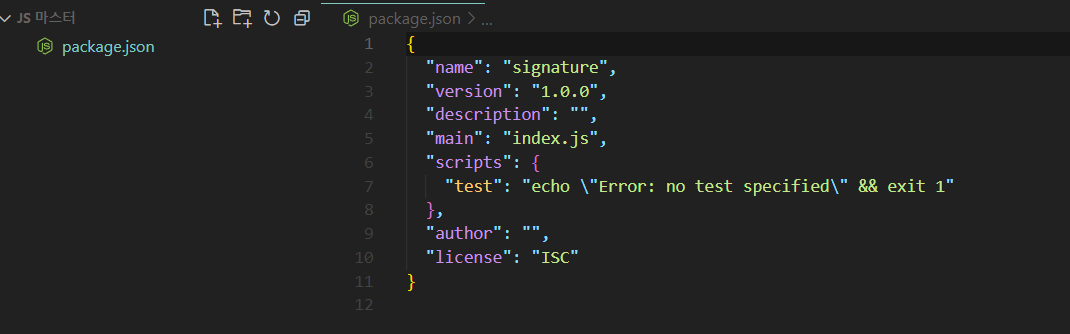 JS 마스터
package.json
package.json > ...
1 {
2 "name": "signature",
3 "version": "1.0.0",
4 "description": "",
5 "main": "index.js",
6 "scripts": {
7 "test": "echo \"Error: no test specified\" && exit 1"
8 },
9 "author": "",
10 "license": "ISC"
11 }
12